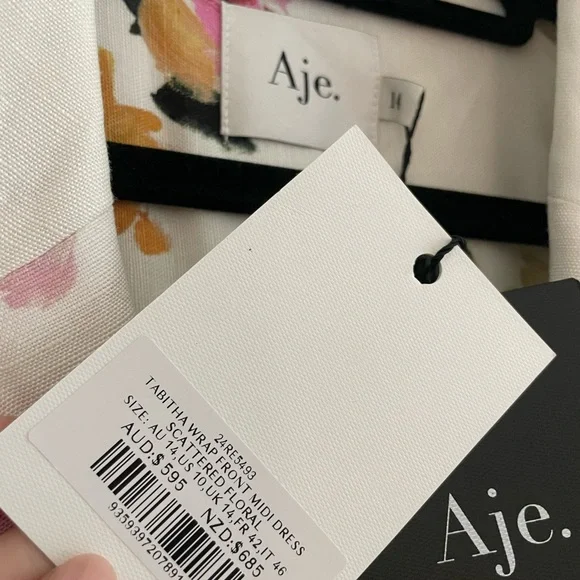 Aje.
14
24RE5493
TABITHA WRAP FRONT MIDI DRESS
SCATTERED FLORAL
SIZE: AU 14,US 10,UK 14,FR 42,IT 46
AUD:$ 595 NZD:$685
9359397207891
Aje.